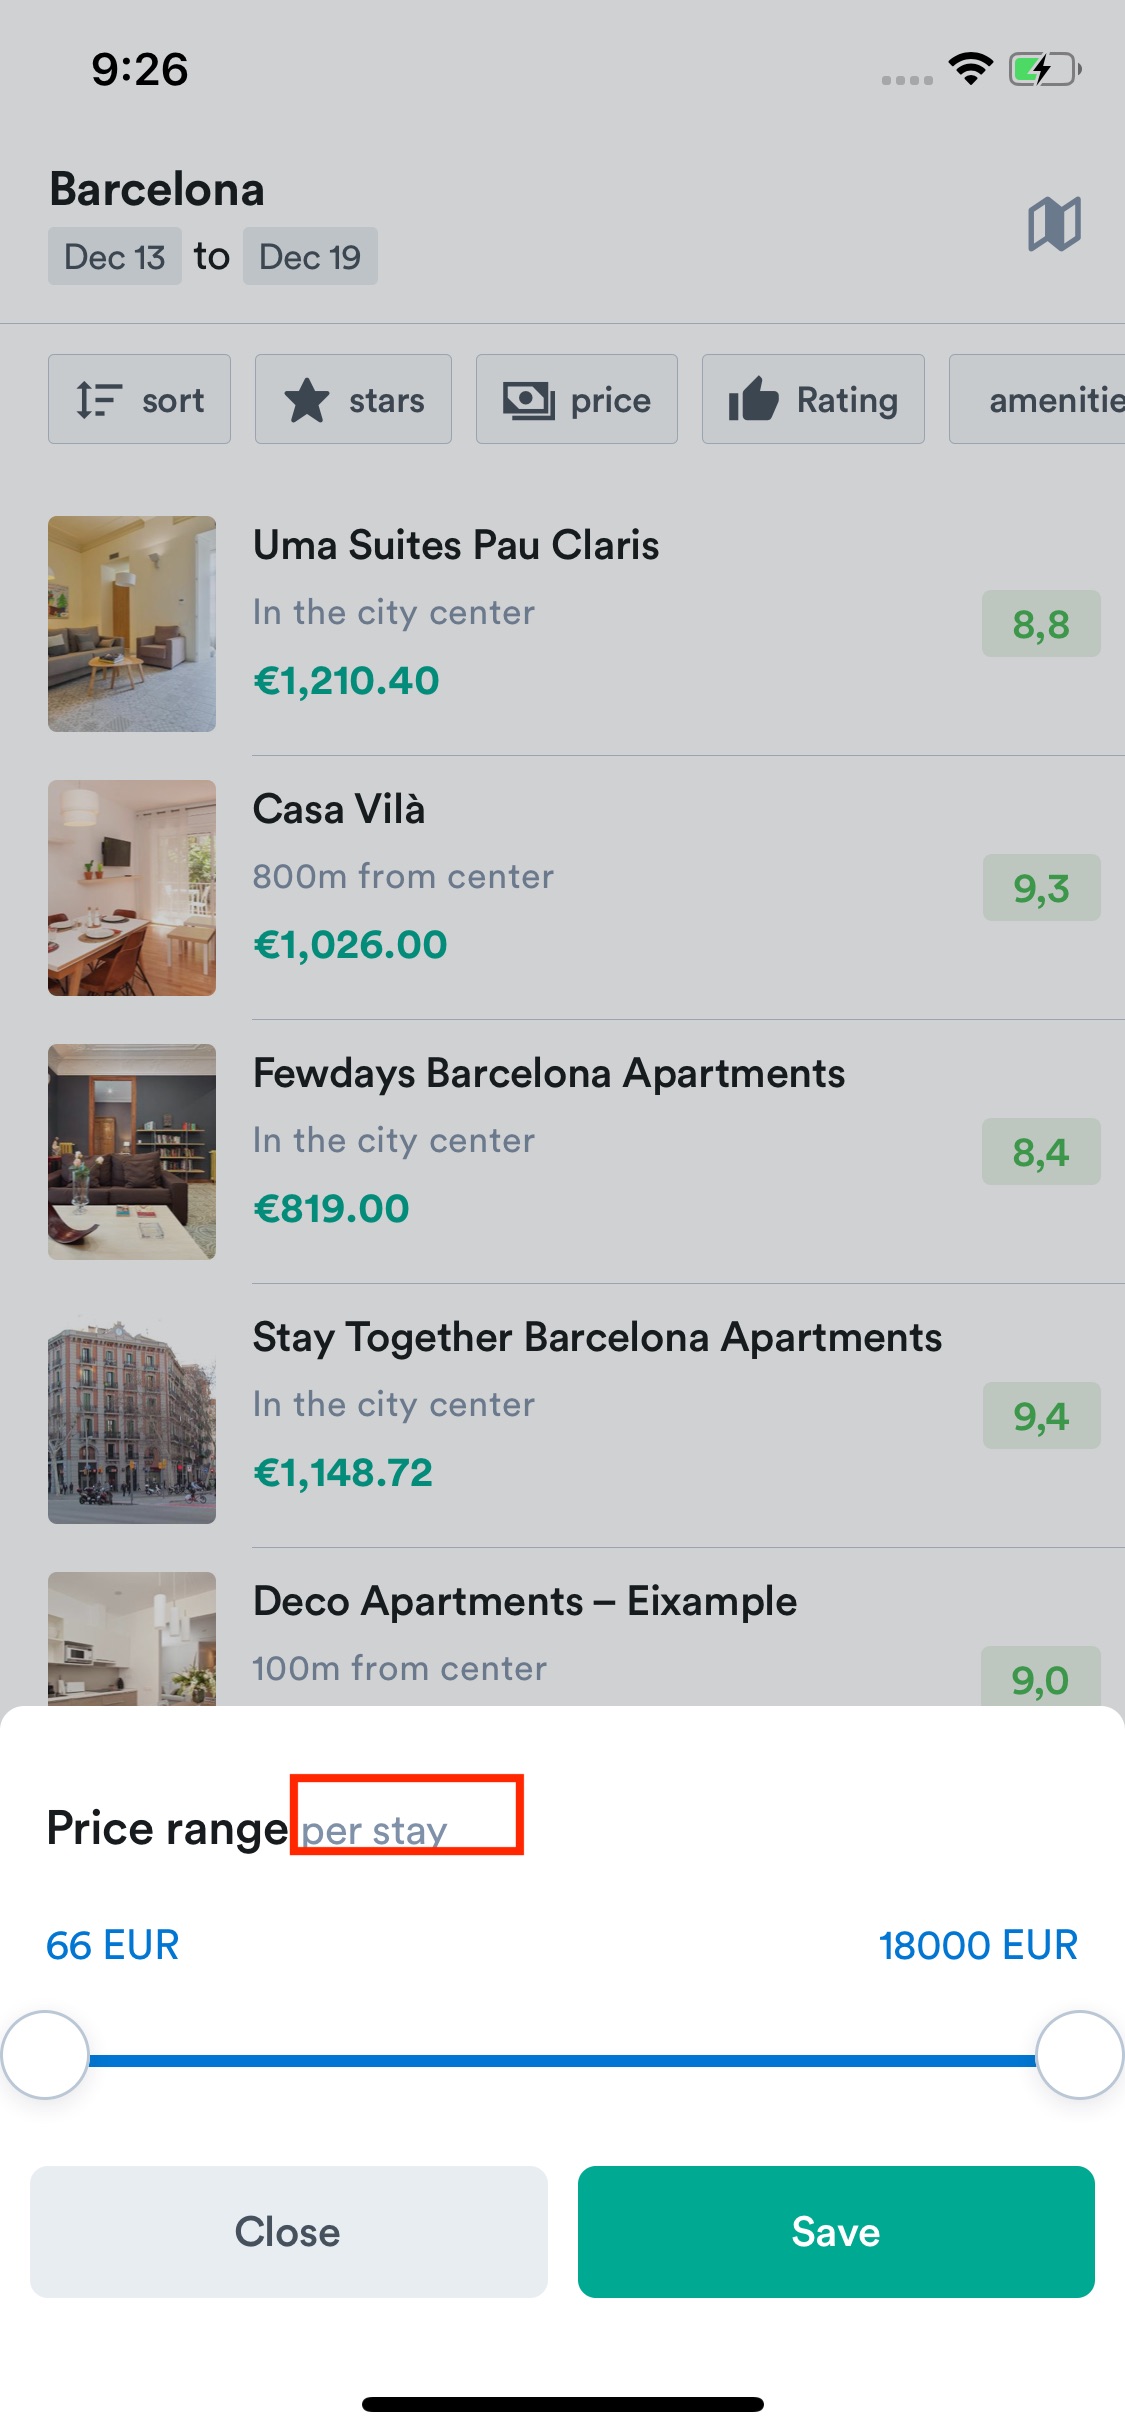 9:26
Barcelona
Dec 13 to Dec 19
sort stars price Rating amenitie
Uma Suites Pau Claris
In the city center
8,8
€1,210.40
Casa Vilà
800m from center
9,3
€1,026.00
Fewdays Barcelona Apartments
In the city center
8,4
€819.00
Stay Together Barcelona Apartments
In the city center
9,4
€1,148.72
Deco Apartments – Eixample
100m from center
9,0
Price range per stay
66 EUR 18000 EUR
Close Save